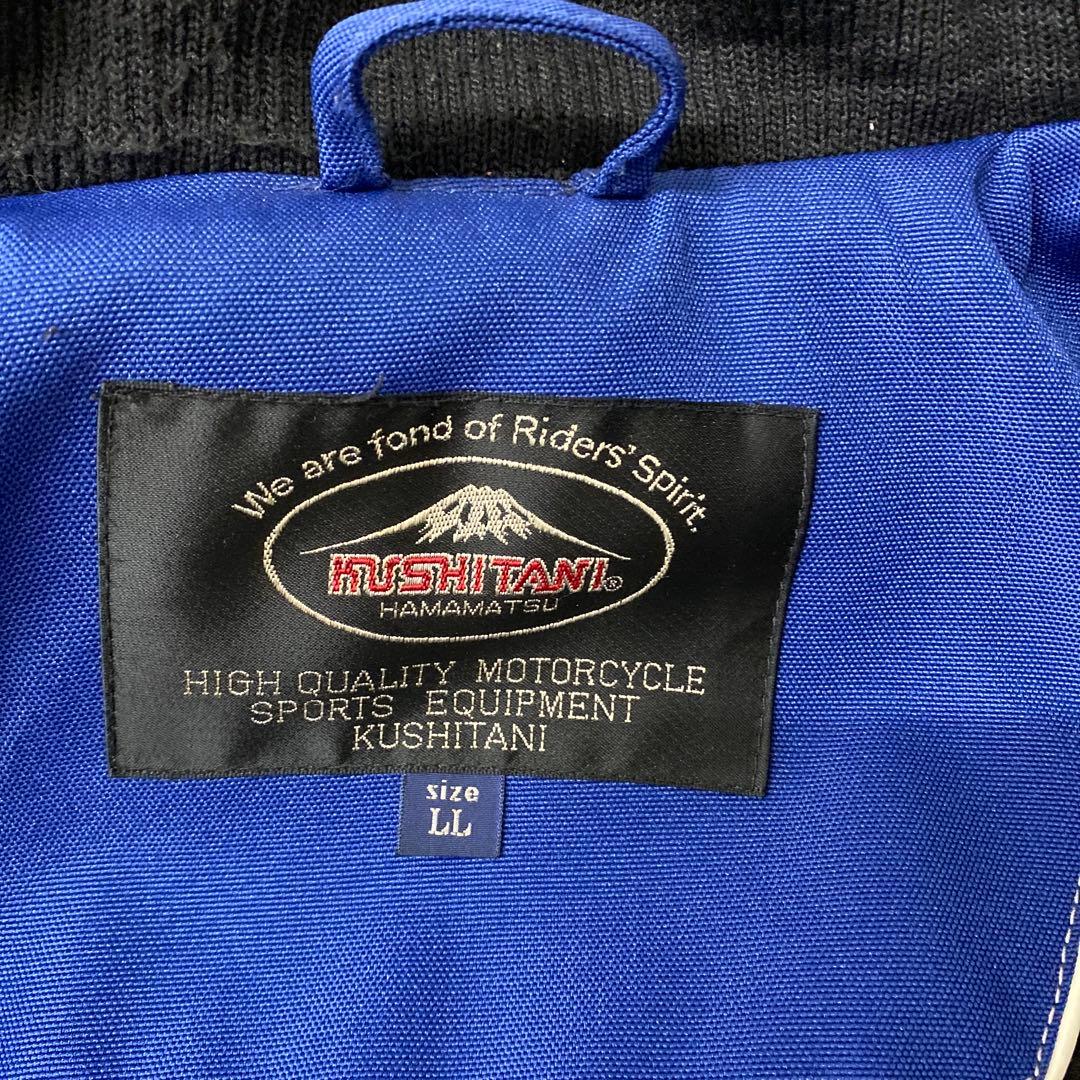 We are fond of Riders' Spirit.
KUSHITANI®
HAMAMATSU
HIGH QUALITY MOTORCYCLE
SPORTS EQUIPMENT
KUSHITANI
size
LL